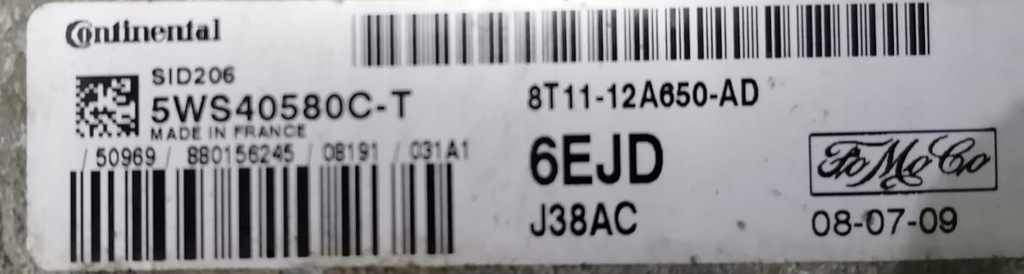 Continental
SID206
5WS40580C-T
MADE IN FRANCE
/ 50969 / 880156245 / 08191 / 031A1
8T11-12A650-AD
6EJD
J38AC
FoMoCo
08-07-09